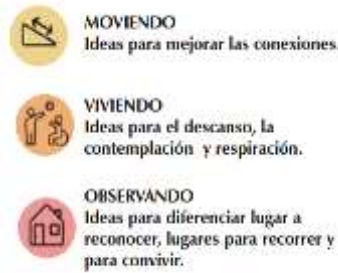 MOVIENDO
Ideas para mejorar las conexiones.
VIVIENDO
Ideas para el descanso, la
contemplación y respiración.
OBSERVANDO
Ideas para diferenciar lugar a
reconocer, lugares para recorrer y
para convivir.